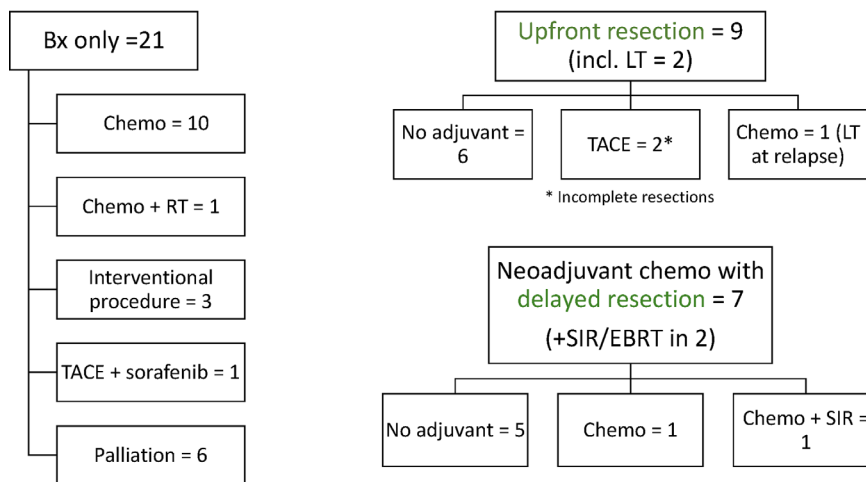 Bx only =21
Chemo = 10
Chemo + RT = 1
Interventional
procedure = 3
TACE + sorafenib = 1
Palliation = 6
Upfront resection = 9
(incl. LT = 2)
No adjuvant =
6
TACE = 2*
Chemo = 1 (LT
at relapse)
* Incomplete resections
Neoadjuvant chemo with
delayed resection = 7
(+SIR/EBRT in 2)
No adjuvant = 5
Chemo = 1
Chemo + SIR =
1